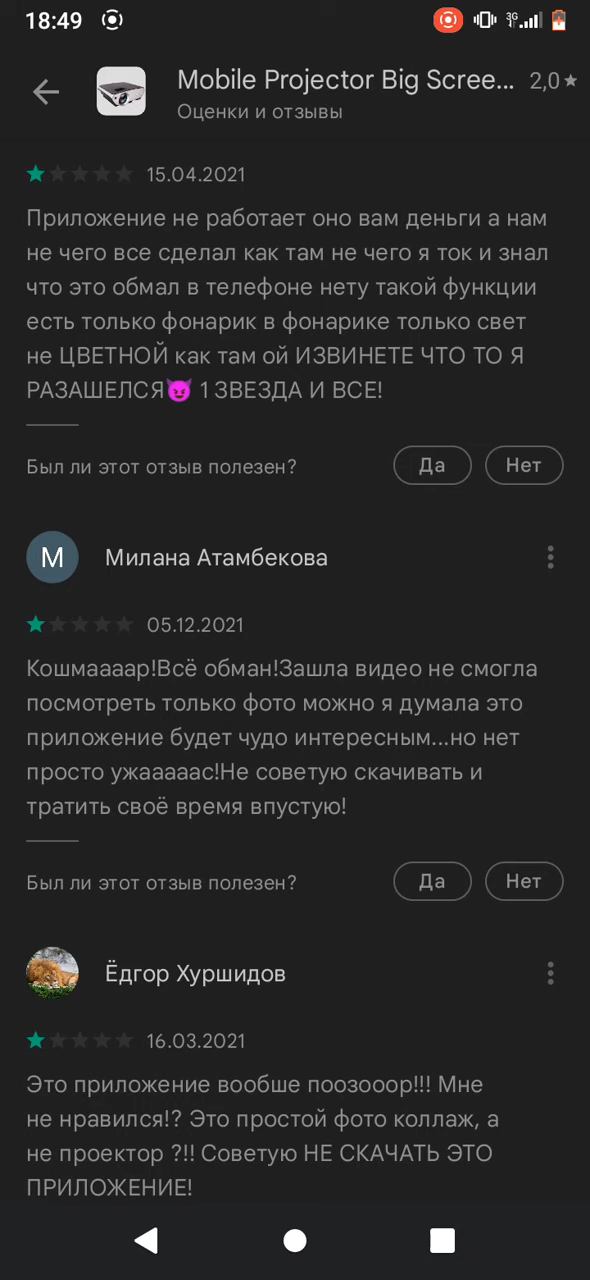 18:49
3G
Mobile Projector Big Scree... 2,0★
Оценки и отзывы
15.04.2021
Приложение не работает оно вам деньги а нам
не чего все сделал как там не чего я ток и знал
что это обмал в телефоне нету такой функции
есть только фонарик в фонарике только свет
не ЦВЕТНОЙ как там ой ИЗВИНЕТЕ ЧТО ТО Я
РАЗАШЕЛСЯ😈 1 ЗВЕЗДА И ВСЕ!
Был ли этот отзыв полезен? Да Нет
М Милана Атамбекова
05.12.2021
Кошмаааар!Всё обман!Зашла видео не смогла
посмотреть только фото можно я думала это
приложение будет чудо интересным...но нет
просто ужааааас!Не советую скачивать и
тратить своё время впустую!
Был ли этот отзыв полезен? Да Нет
Ёдгор Хуршидов
16.03.2021
Это приложение вообше поозооор!!! Мне
не нравился!? Это простой фото коллаж, а
не проектор ?!! Советую НЕ СКАЧАТЬ ЭТО
ПРИЛОЖЕНИЕ!